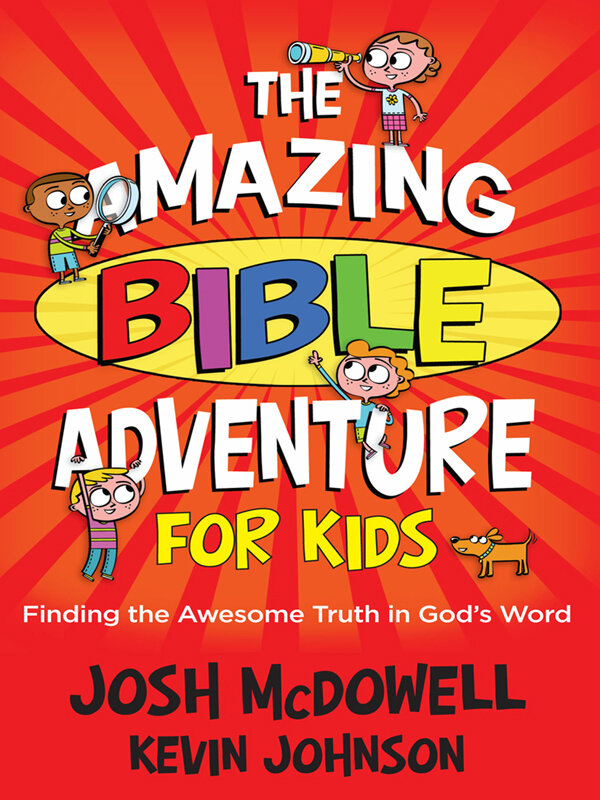 THE
AMAZING
BIBLE
ADVENTURE
FOR KIDS
Finding the Awesome Truth in God's Word
JOSH McDOWELL
KEVIN JOHNSON